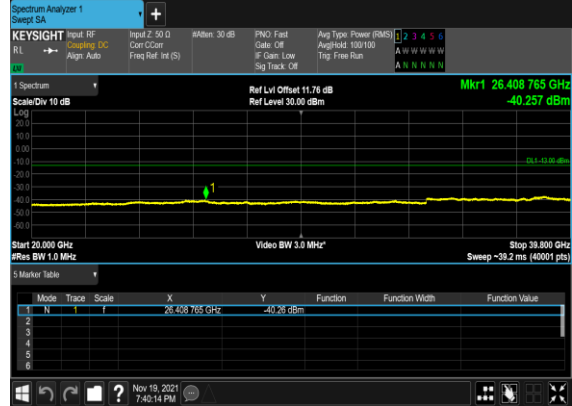 Spectrum Analyzer 1
Swept SA
+
KEYSIGHT Input: RF Input Z: 50 Ω #Atten: 30 dB PNO: Fast Avg Type: Power (RMS) 1 2 3 4 5 6
RL Coupling: DC Corr CCorr Gate: Off Avg|Hold: 100/100 A W W W W W
Align: Auto Freq Ref: Int (S) IF Gain: Low Trig: Free Run
Sig Track: Off A N N N N N
1 Spectrum Ref Lvl Offset 11.76 dB Mkr1 26.408 765 GHz
Scale/Div 10 dB Ref Level 30.00 dBm -40.257 dBm
Log
20.0
10.0
0.00
-10.0
DL1 -13.00 dBm
-20.0
-30.0
1
-40.0
-50.0
-60.0
Start 20.000 GHz Video BW 3.0 MHz* Stop 39.800 GHz
#Res BW 1.0 MHz Sweep ~39.2 ms (40001 pts)
5 Marker Table
Mode Trace Scale X Y Function Function Width Function Value
1 N 1 f 26.408 765 GHz -40.26 dBm
2
3
4
5
6
? Nov 19, 2021
7:40:14 PM